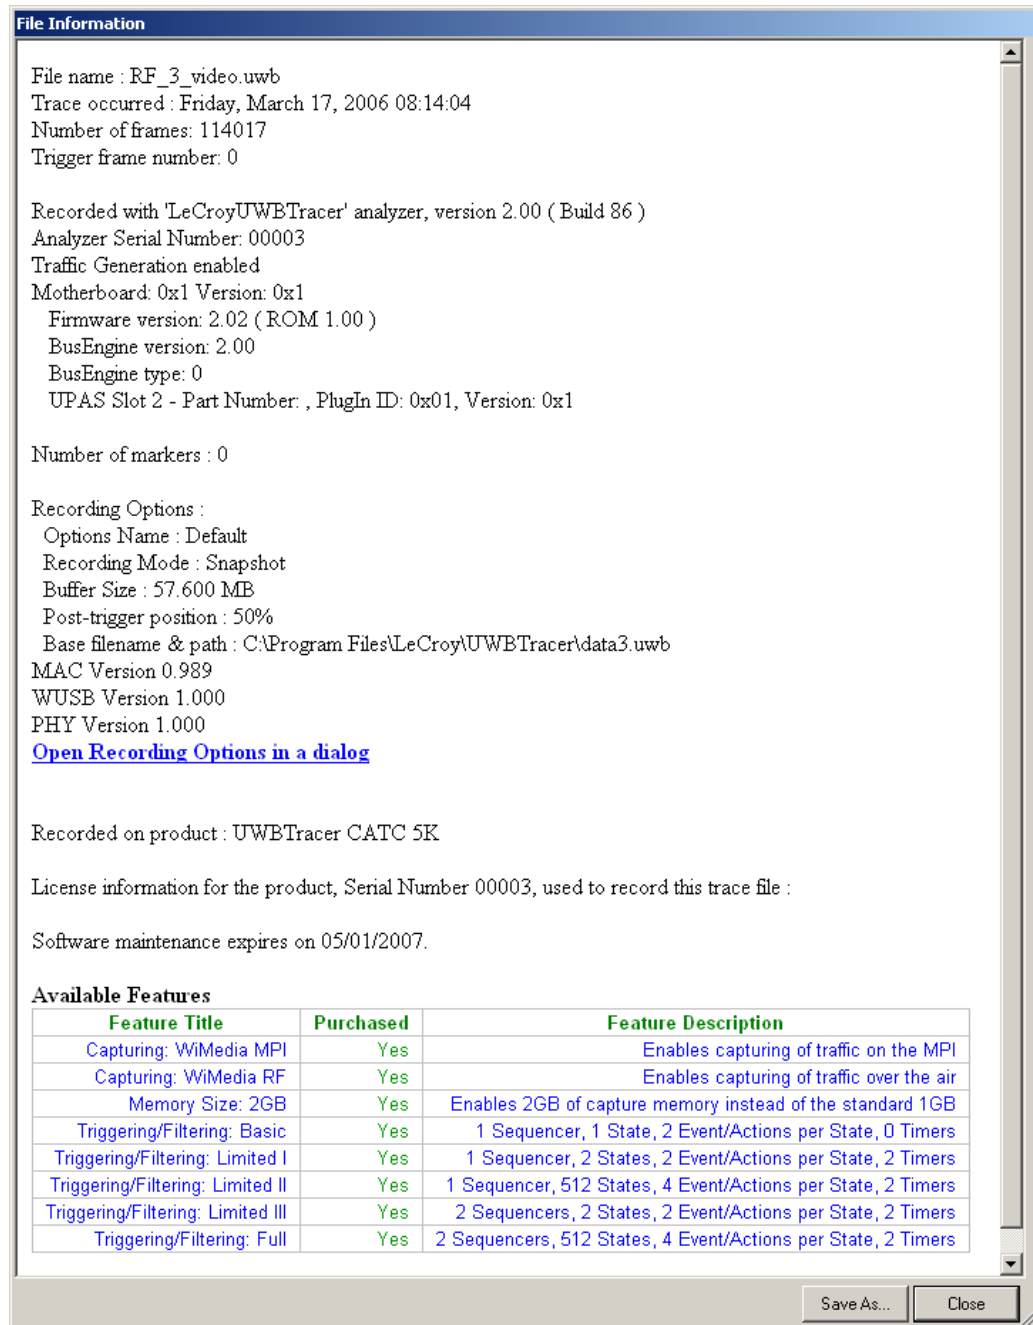 File Information
File name : RF_3_video.uwb
Trace occurred : Friday, March 17, 2006 08:14:04
Number of frames: 114017
Trigger frame number: 0
Recorded with 'LeCroyUWBTracer' analyzer, version 2.00 ( Build 86 )
Analyzer Serial Number: 00003
Traffic Generation enabled
Motherboard: 0x1 Version: 0x1
Firmware version: 2.02 ( ROM 1.00 )
BusEngine version: 2.00
BusEngine type: 0
UPAS Slot 2 - Part Number: , PlugIn ID: 0x01, Version: 0x1
Number of markers : 0
Recording Options :
Options Name : Default
Recording Mode : Snapshot
Buffer Size : 57.600 MB
Post-trigger position : 50%
Base filename & path : C:\Program Files\LeCroy\UWBTracer\data3.uwb
MAC Version 0.989
WUSB Version 1.000
PHY Version 1.000
Open Recording Options in a dialog
Recorded on product : UWBTracer CATC 5K
License information for the product, Serial Number 00003, used to record this trace file :
Software maintenance expires on 05/01/2007.
Available Features
Feature Title Purchased Feature Description
Capturing: WiMedia MPI Yes Enables capturing of traffic on the MPI
Capturing: WiMedia RF Yes Enables capturing of traffic over the air
Memory Size: 2GB Yes Enables 2GB of capture memory instead of the standard 1GB
Triggering/Filtering: Basic Yes 1 Sequencer, 1 State, 2 Event/Actions per State, 0 Timers
Triggering/Filtering: Limited I Yes 1 Sequencer, 2 States, 2 Event/Actions per State, 2 Timers
Triggering/Filtering: Limited II Yes 1 Sequencer, 512 States, 4 Event/Actions per State, 2 Timers
Triggering/Filtering: Limited III Yes 2 Sequencers, 2 States, 2 Event/Actions per State, 2 Timers
Triggering/Filtering: Full Yes 2 Sequencers, 512 States, 4 Event/Actions per State, 2 Timers
Save As... Close